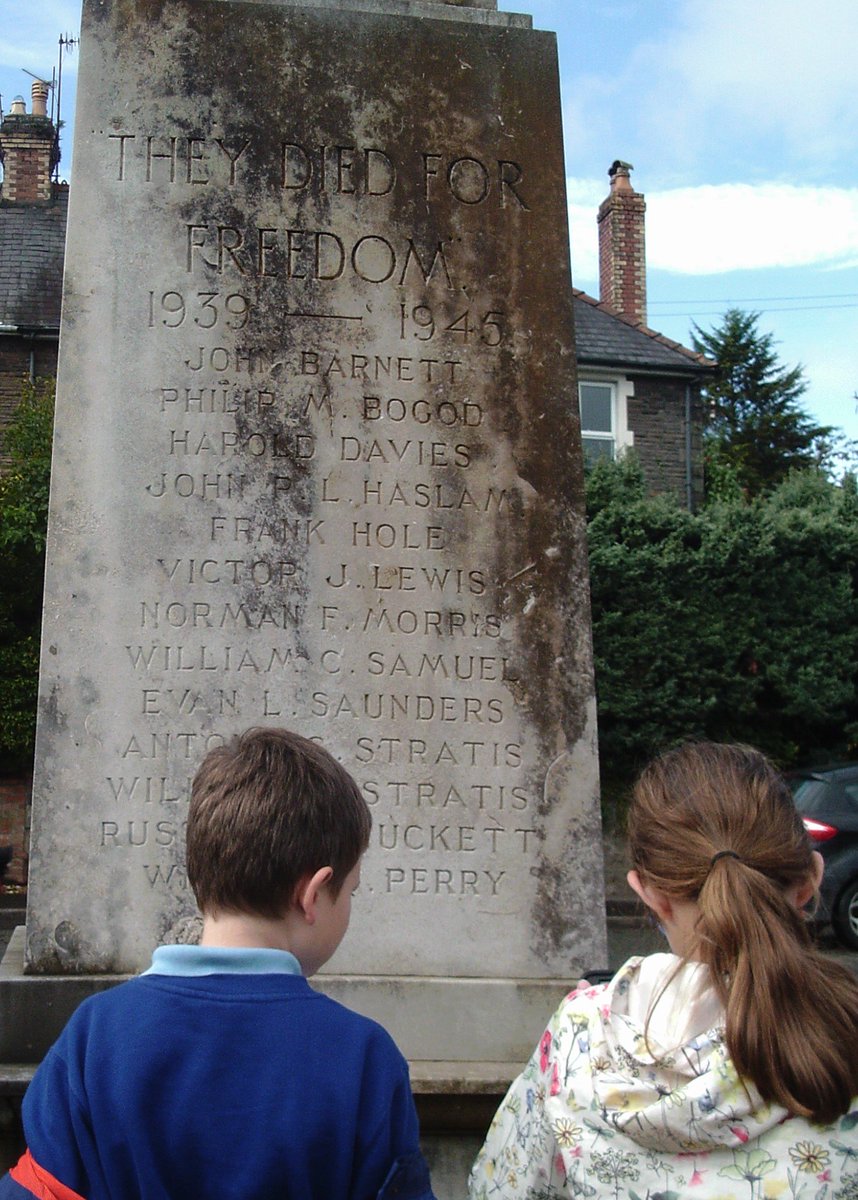 "THEY DIED FOR
FREEDOM".
1939 — 1945
JOHN BARNETT
PHILIP M. BOGOD
HAROLD DAVIES
JOHN P. L. HASLAM
FRANK HOLE
VICTOR J. LEWIS
NORMAN F. MORRIS
WILLIAM C. SAMUEL
EVAN L. SAUNDERS
STRATIS
STRATIS
PERRY